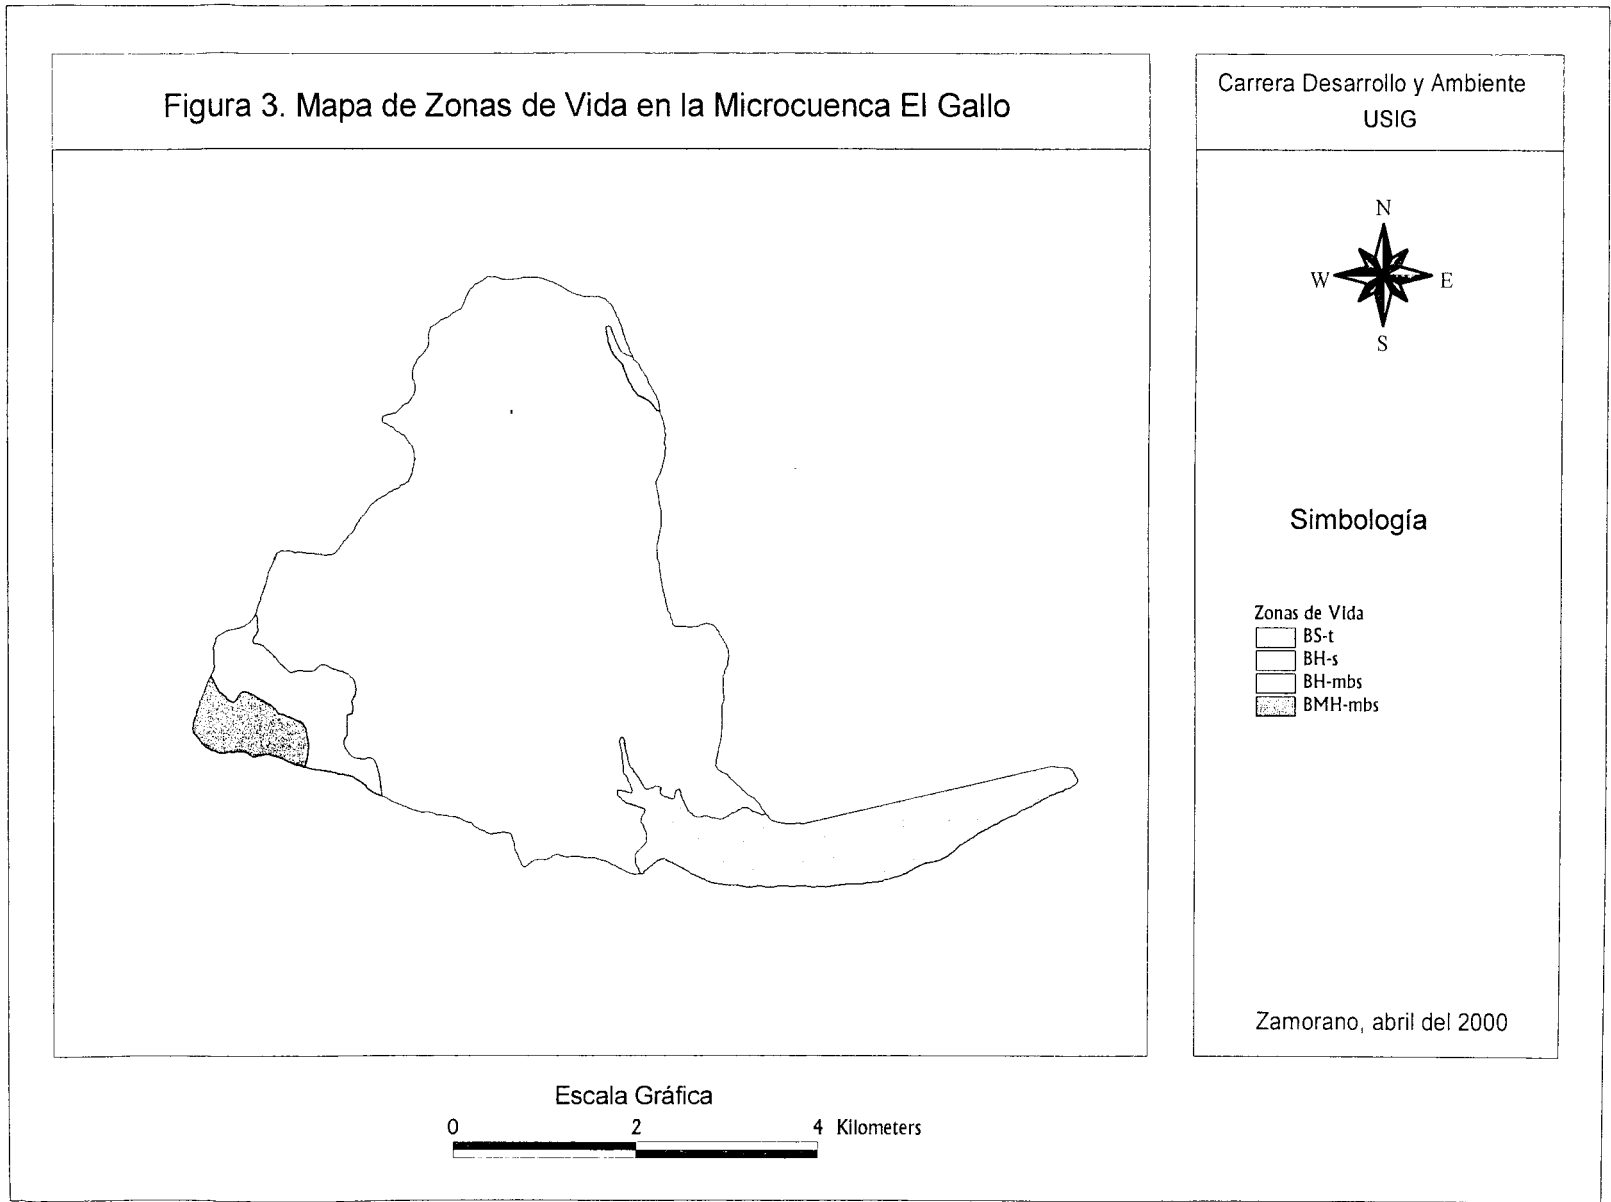 Figura 3. Mapa de Zonas de Vida en la Microcuenca El Gallo
Carrera Desarrollo y Ambiente
USIG
N
W E
S
Simbología
Zonas de Vida
BS-t
BH-s
BH-mbs
BMH-mbs
Zamorano, abril del 2000
Escala Gráfica
0 2 4 Kilometers